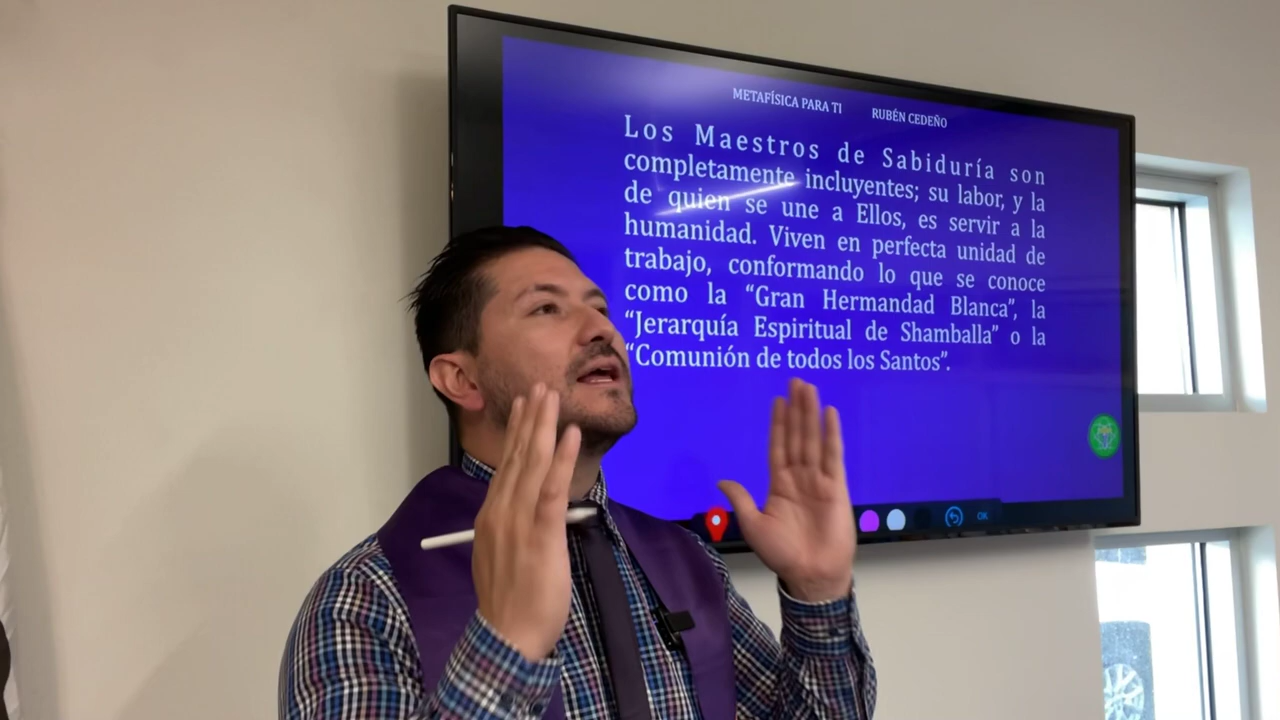 METAFÍSICA PARA TI RUBÉN CEDEÑO
Los Maestros de Sabiduría son
completamente incluyentes; su labor, y la
de quien se une a Ellos, es servir a la
humanidad. Viven en perfecta unidad de
trabajo, conformando lo que se conoce
como la “Gran Hermandad Blanca”, la
“Jerarquía Espiritual de Shamballa” o la
“Comunión de todos los Santos”.
OK